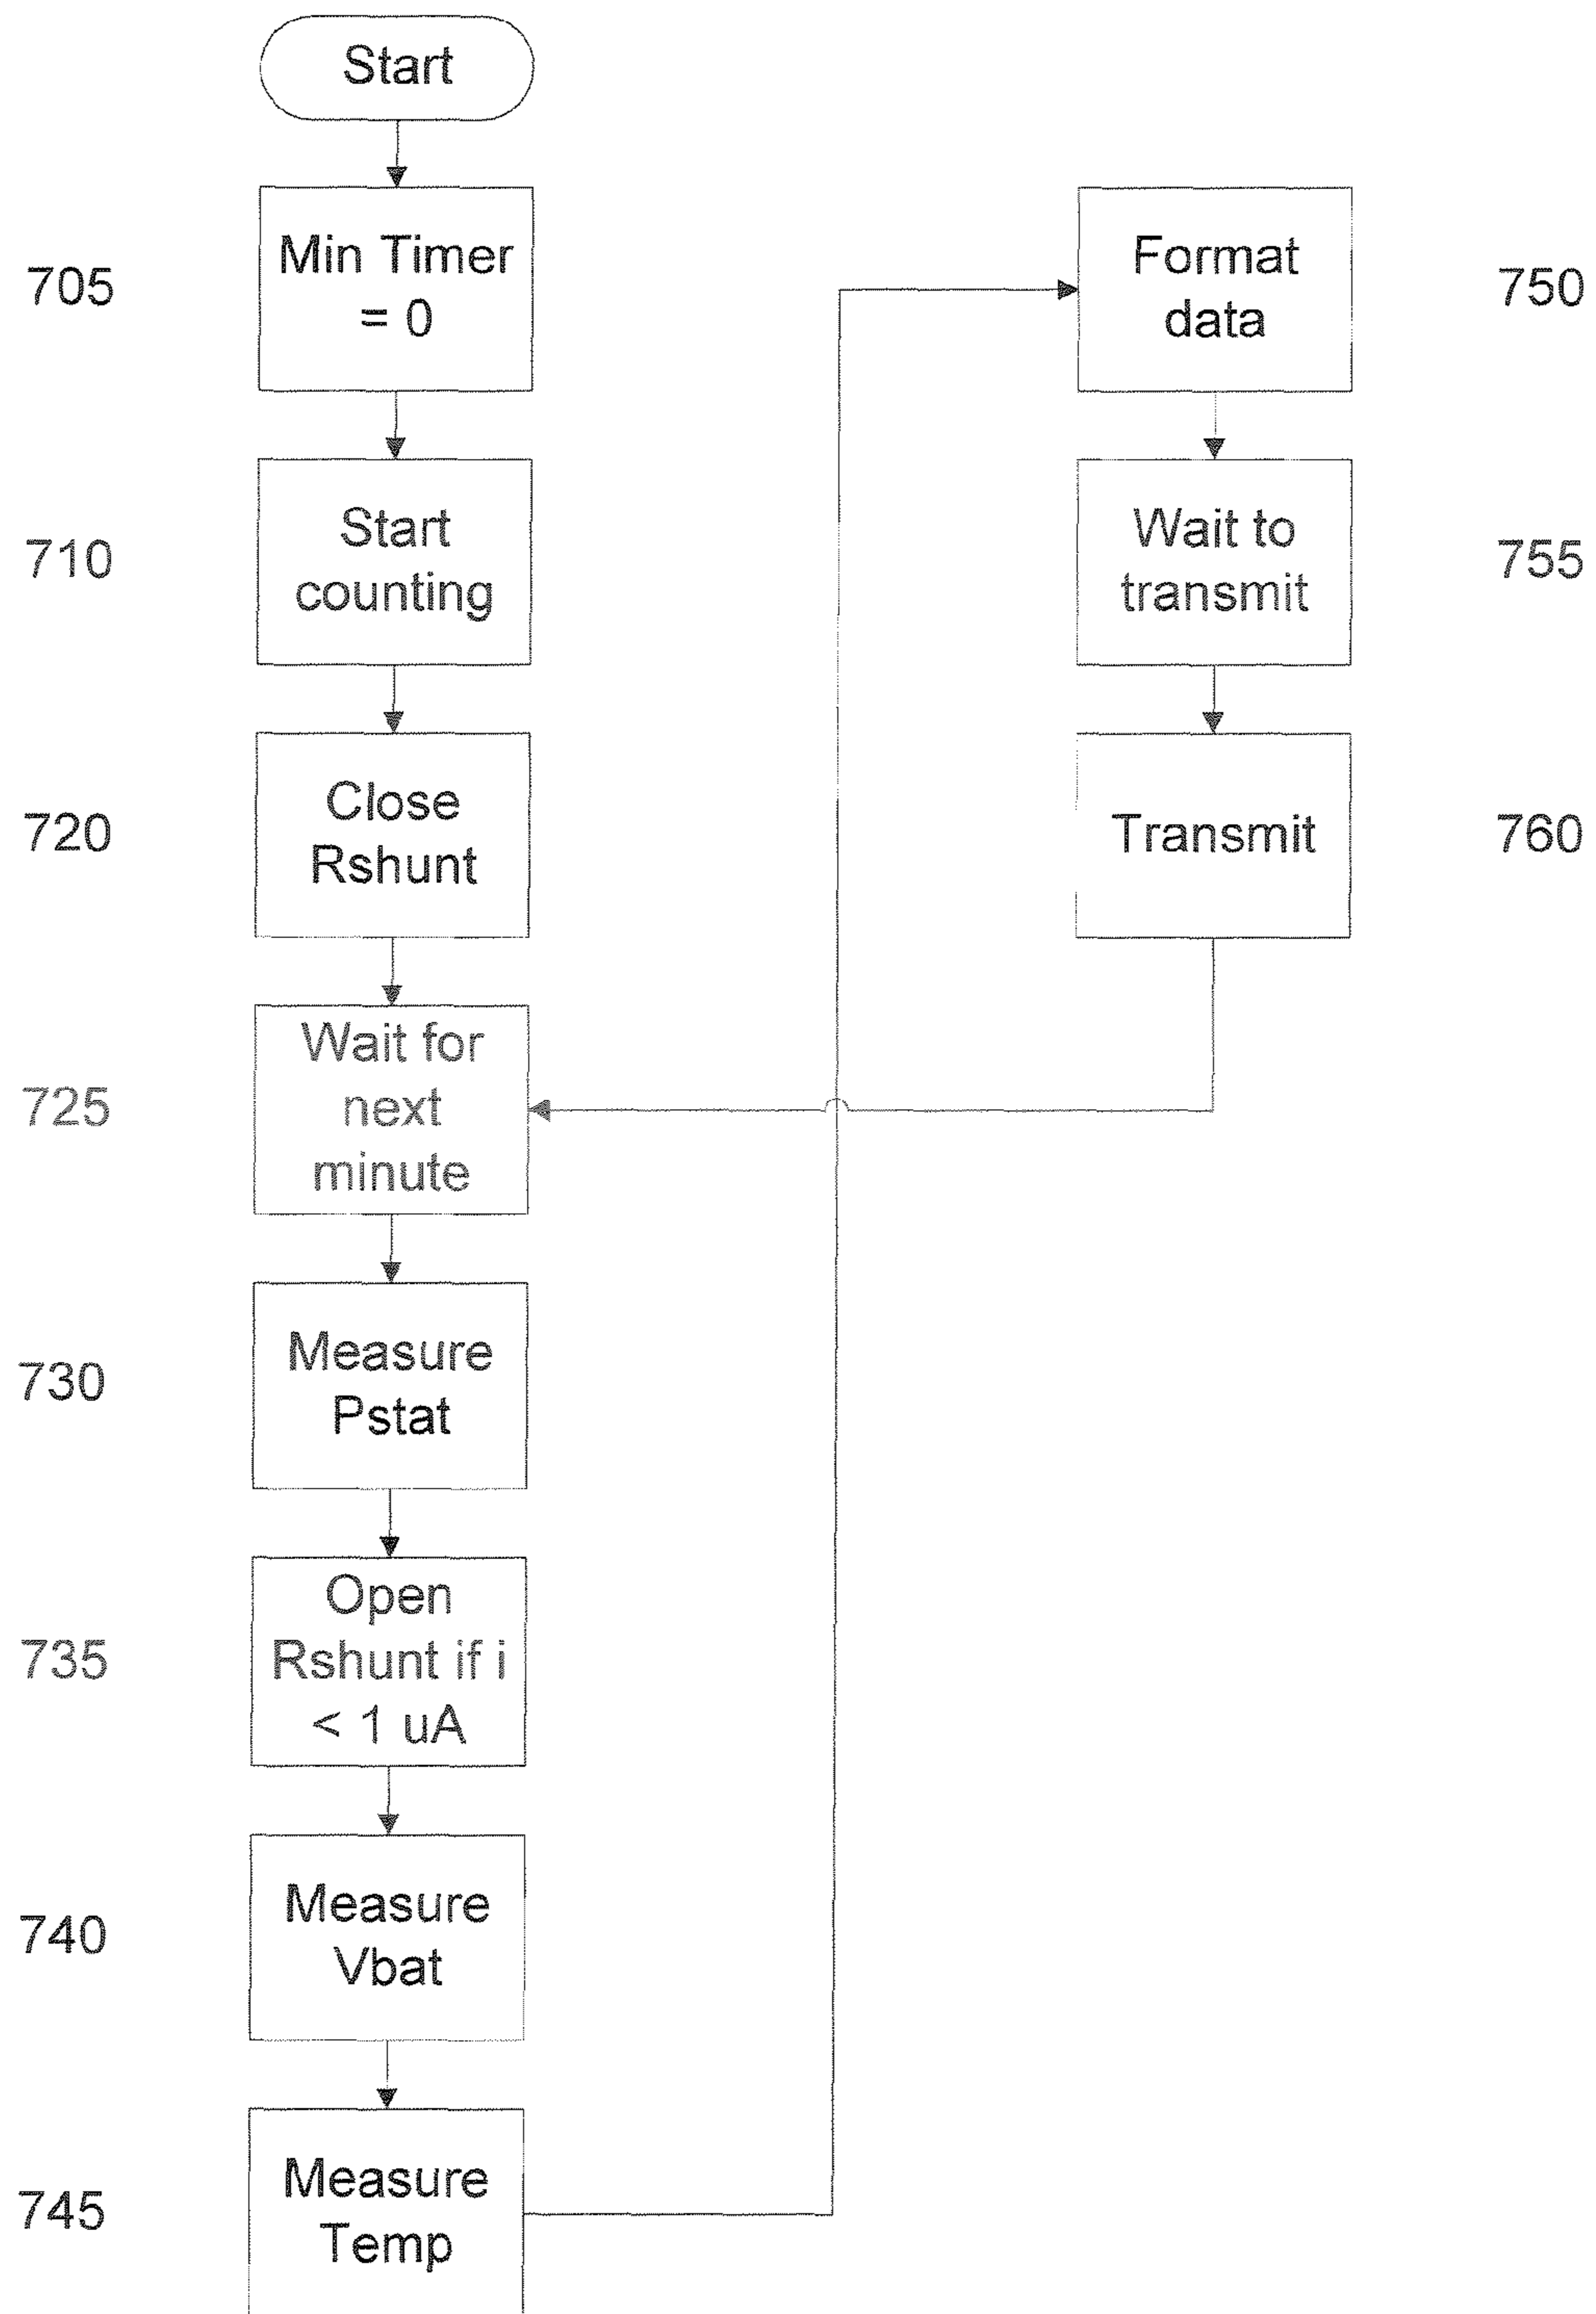 Start
705
Min Timer
= 0
710
Start
counting
720
Close
Rshunt
725
Wait for
next
minute
730
Measure
Pstat
735
Open
Rshunt if i
< 1 uA
740
Measure
Vbat
745
Measure
Temp
Format
data
750
Wait to
transmit
755
Transmit
760